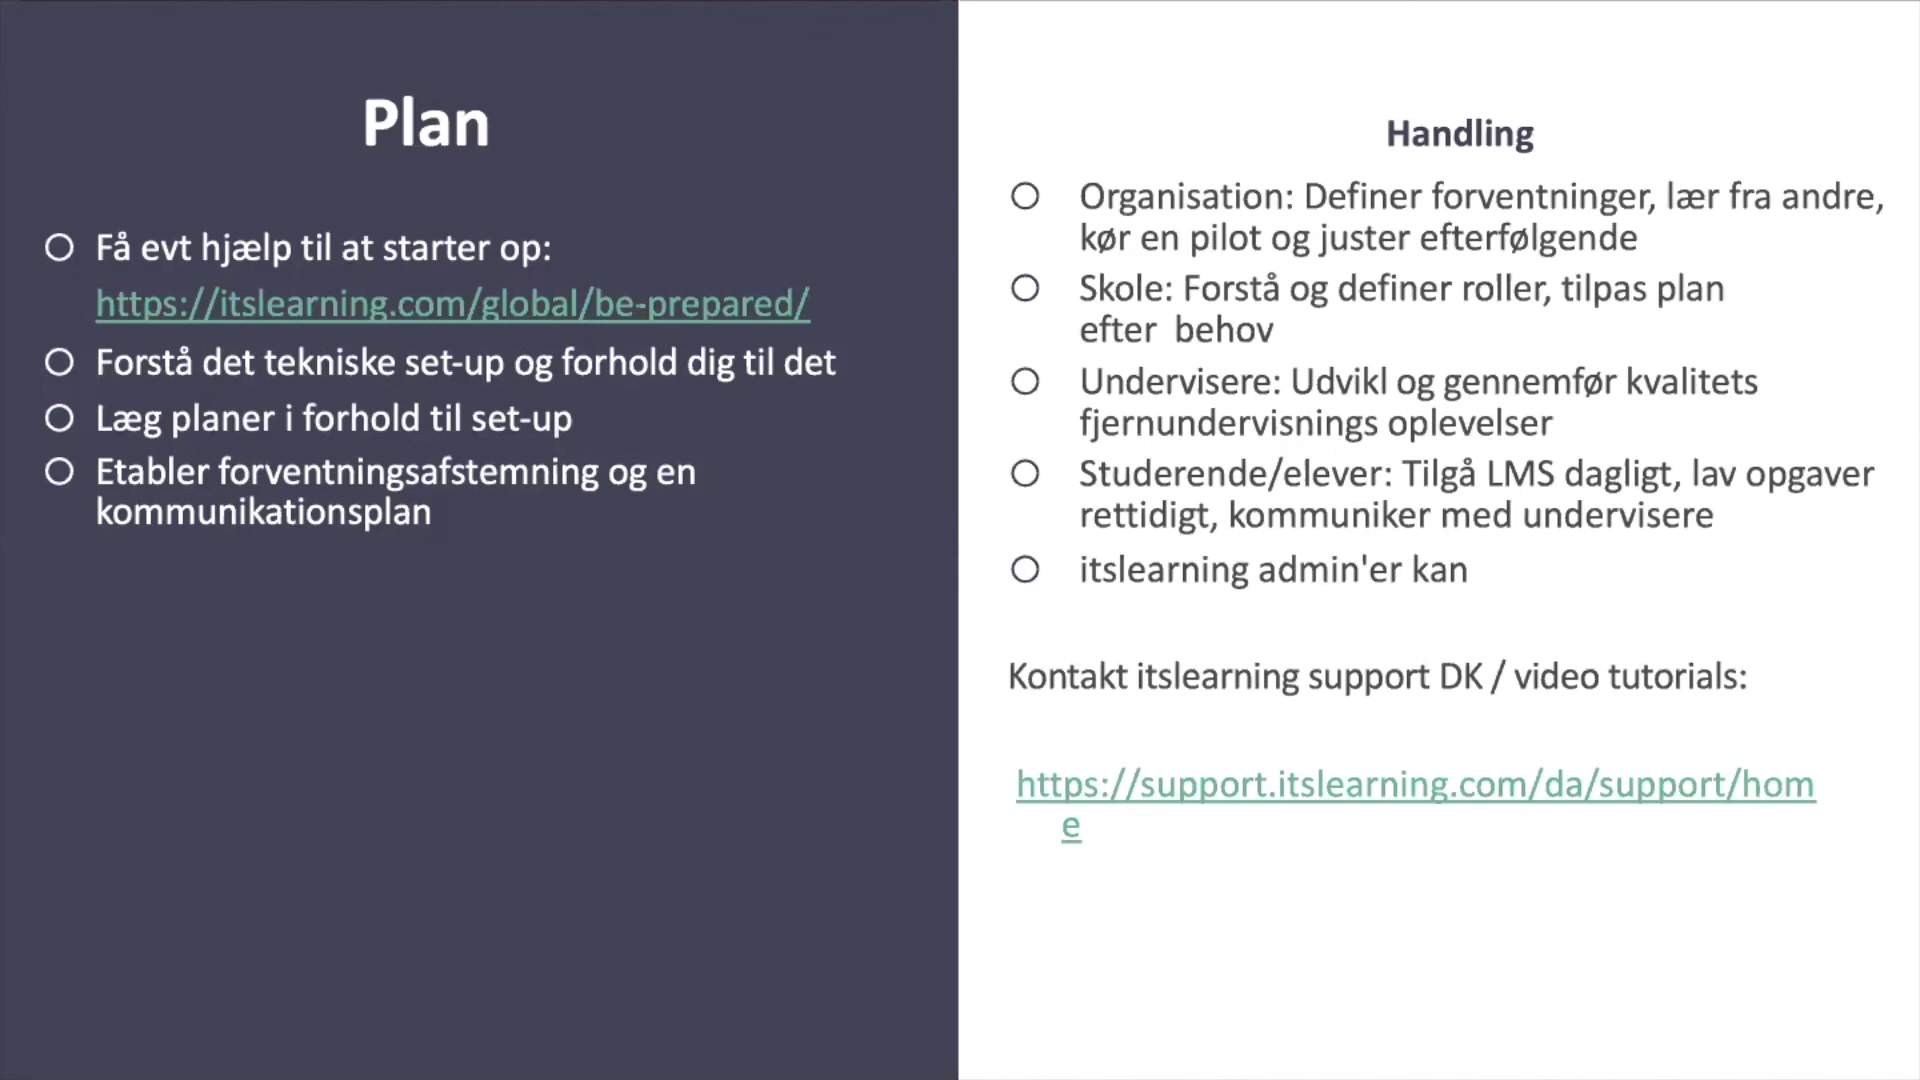 Plan
Få evt hjælp til at starter op:
https://itslearning.com/global/be-prepared/
Forstå det tekniske set-up og forhold dig til det
Læg planer i forhold til set-up
Etabler forventningsafstemning og en
kommunikationsplan
Handling
Organisation: Definer forventninger, lær fra andre,
kør en pilot og juster efterfølgende
Skole: Forstå og definer roller, tilpas plan
efter  behov
Undervisere: Udvikl og gennemfør kvalitets
fjernundervisnings oplevelser
Studerende/elever: Tilgå LMS dagligt, lav opgaver
rettidigt, kommuniker med undervisere
itslearning admin'er kan
Kontakt itslearning support DK / video tutorials:
https://support.itslearning.com/da/support/hom
e